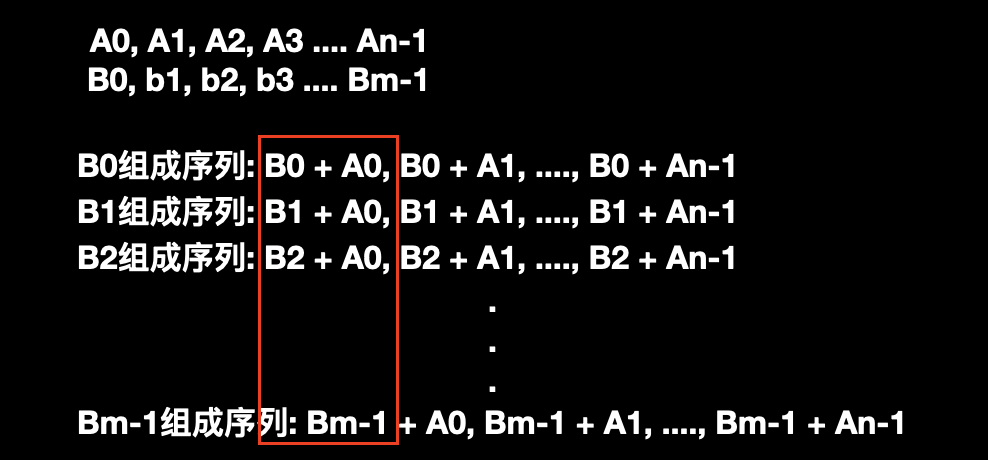 A0, A1, A2, A3 .... An-1
B0, b1, b2, b3 .... Bm-1
B0组成序列: B0 + A0, B0 + A1, ...., B0 + An-1
B1组成序列: B1 + A0, B1 + A1, ...., B1 + An-1
B2组成序列: B2 + A0, B2 + A1, ...., B2 + An-1
.
.
.
Bm-1组成序列: Bm-1 + A0, Bm-1 + A1, ...., Bm-1 + An-1